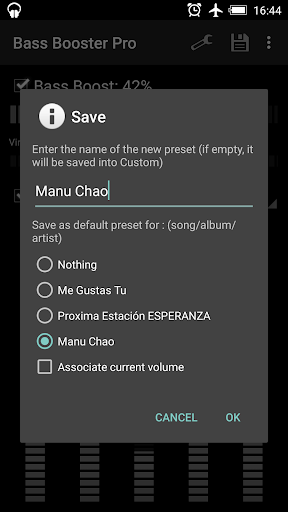 16:44
Bass Booster Pro
Bass Boost: 42%
Save
Enter the name of the new preset (if empty, it
will be saved into Custom)
Manu Chao
Save as default preset for : (song/album/
artist)
Nothing
Me Gustas Tu
Proxima Estación ESPERANZA
Manu Chao
Associate current volume
CANCEL OK